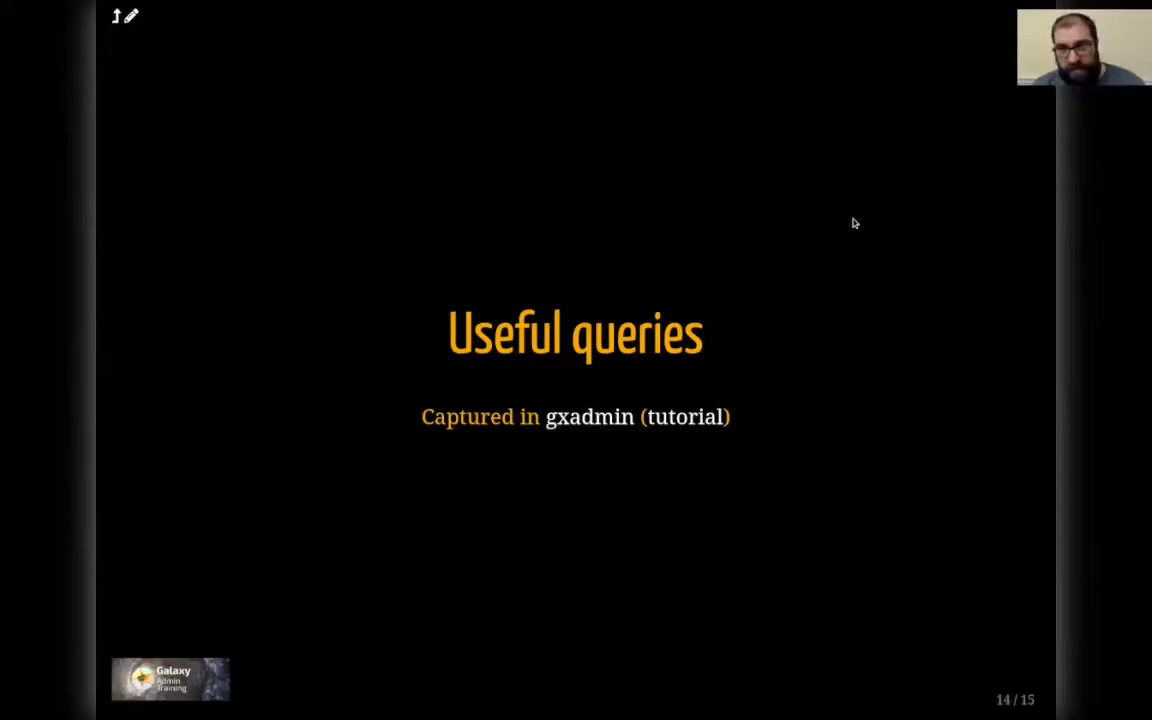 Useful queries
Captured in gxadmin (tutorial)
Galaxy
Admin
Training
14 / 15